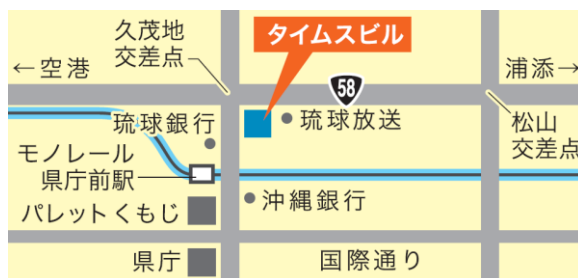 久茂地
交差点
タイムスビル
←空港
58
浦添→
琉球銀行
琉球放送
松山
交差点
モノレール
県庁前駅
パレットくもじ
沖縄銀行
県庁
国際通り